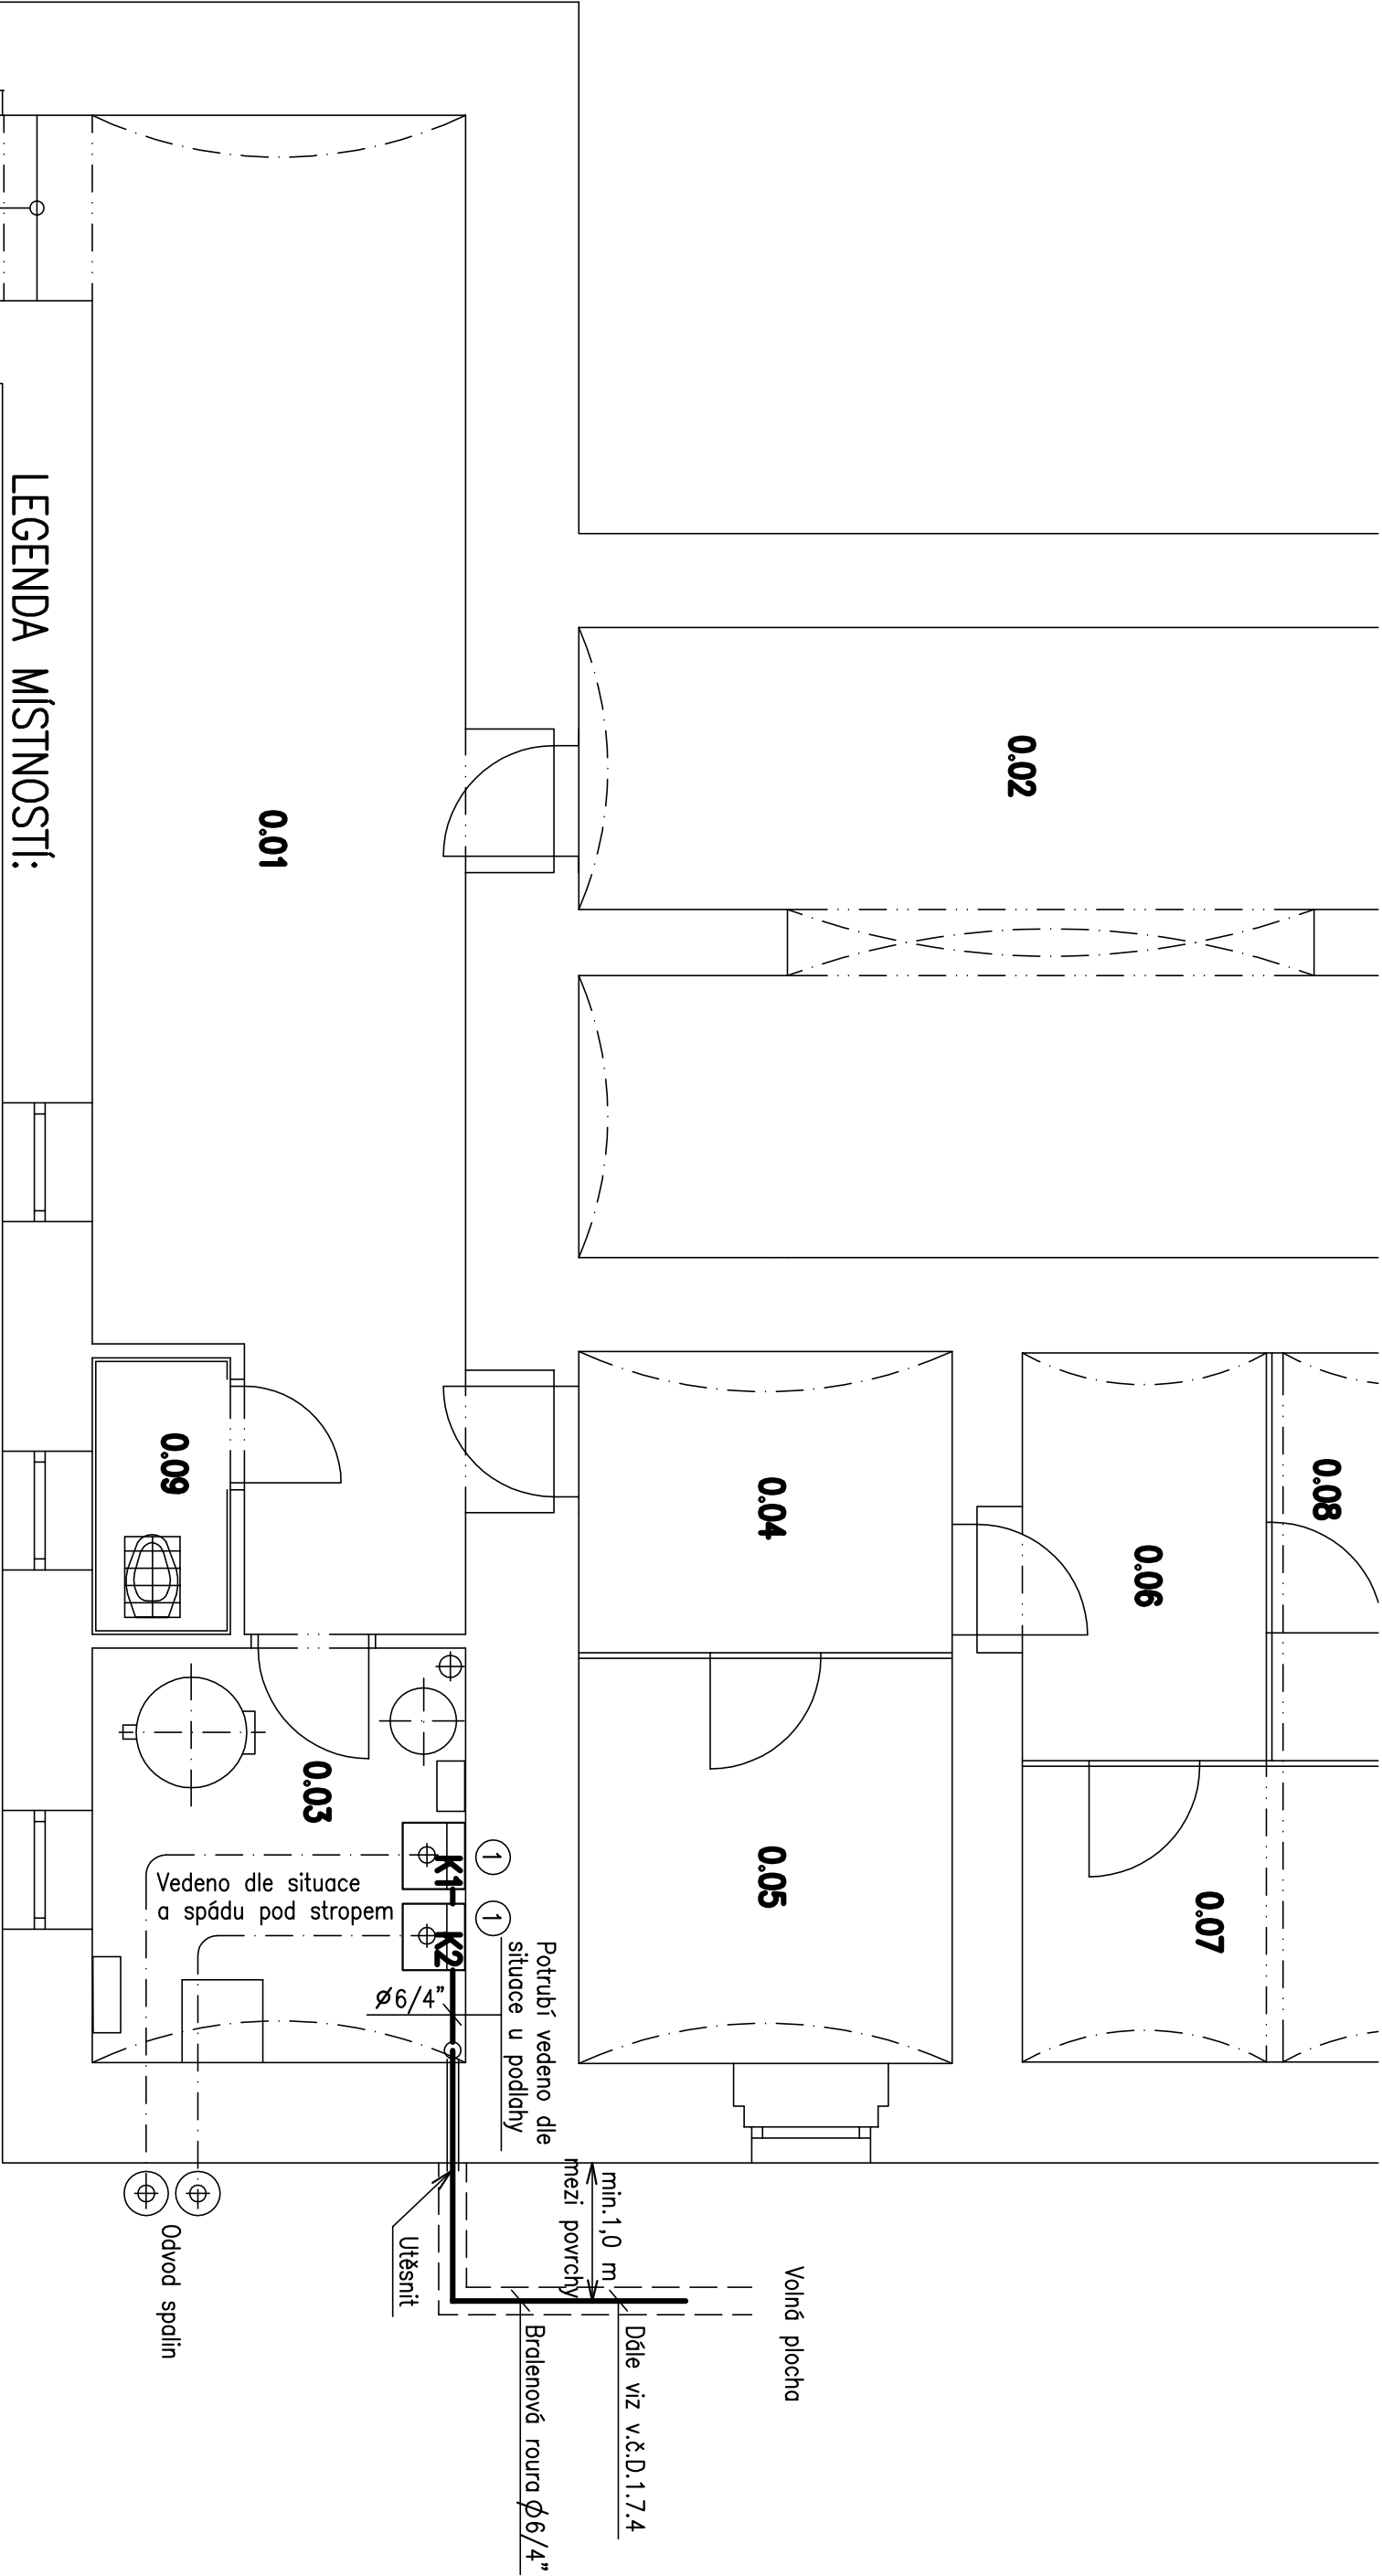 0.02
0.01
LEGENDA MÍSTNOSTÍ:
0.08
0.09
0.04
0.06
0.03
0.05
0.07
K1
1
K2
1
Vedeno dle situace
a spádu pod stropem
ø6/4"
Potrubí vedeno dle
situace u podlahy
min.1,0 m
mezi povrchy
Utěsnit
Odvod spalin
Volná plocha
Dále viz v.č.D.1.7.4
Bralenová roura Ø6/4"